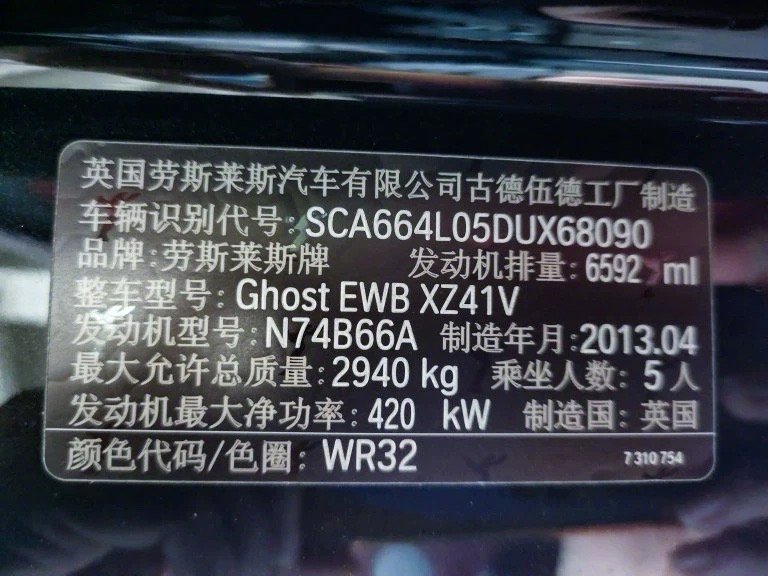 英国劳斯莱斯汽车有限公司古德伍德工厂制造
车辆识别代号:SCA664L05DUX68090
品牌:劳斯莱斯牌 发动机排量:6592 ml
整车型号:Ghost EWB XZ41V
发动机型号:N74B66A 制造年月:2013.04
最大允许总质量:2940 kg 乘坐人数:5人
发动机最大净功率:420 kW 制造国:英国
颜色代码/色圈:WR32 7 310 754